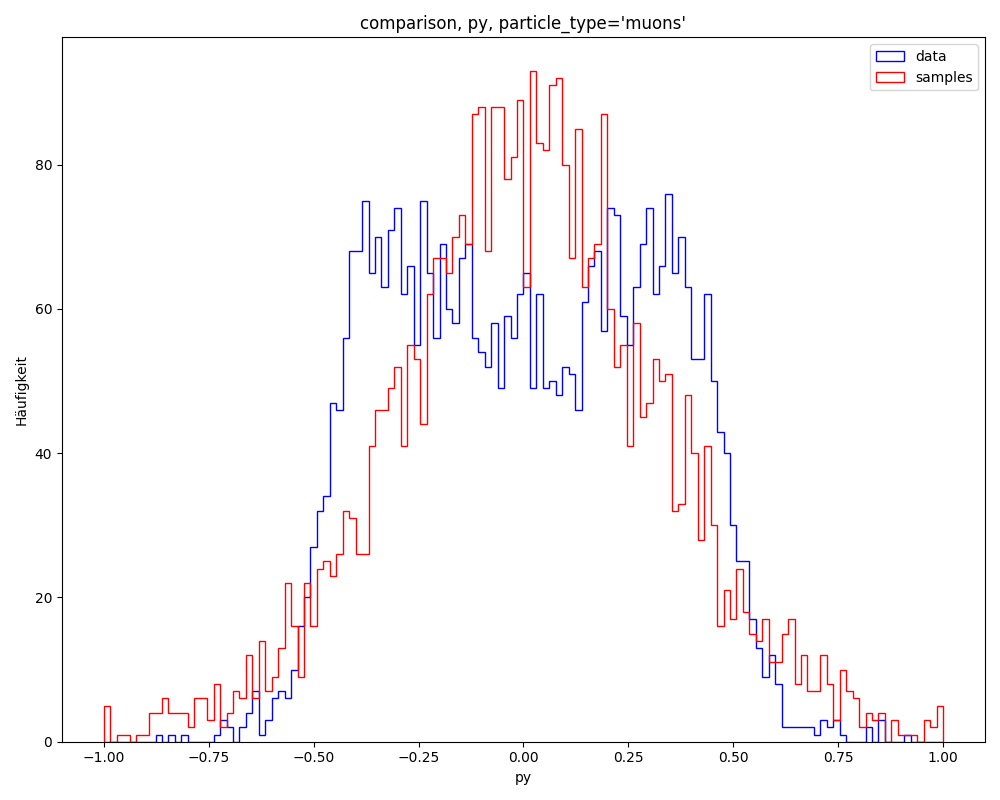 comparison, py, particle_type='muons'
data
samples
Häufigkeit
80
60
40
20
0
−1.00 −0.75 −0.50 −0.25 0.00 0.25 0.50 0.75 1.00
py